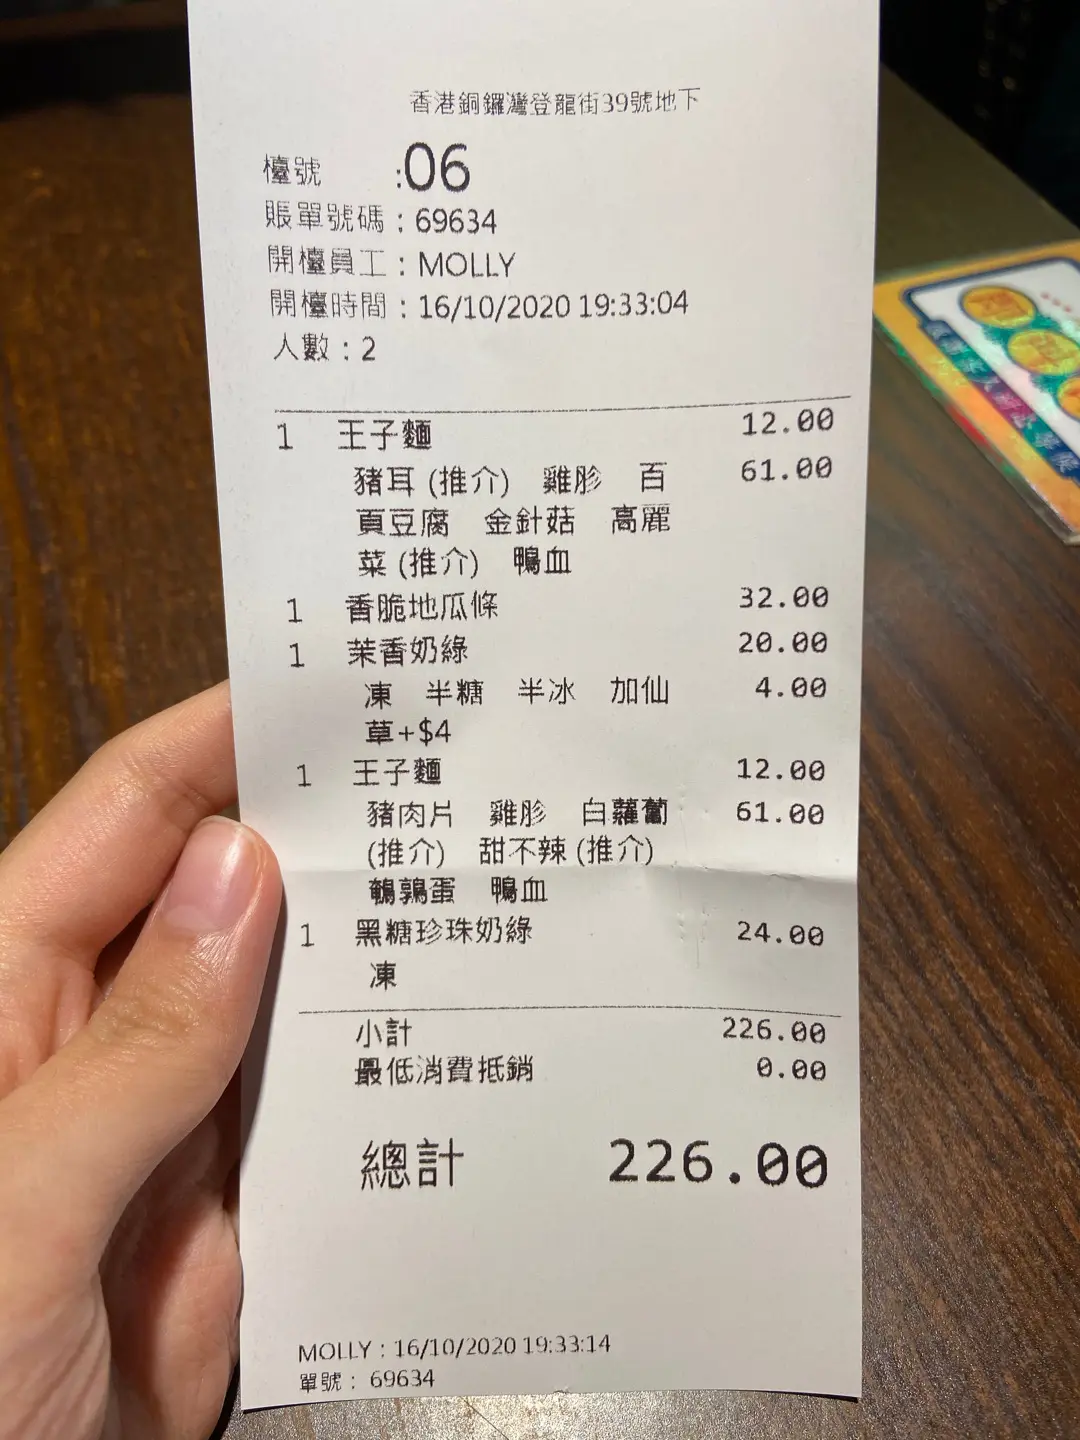 香港銅鑼灣登龍街39號地下
檯號 :06
賬單號碼：69634
開檯員工：MOLLY
開檯時間：16/10/2020 19:33:04
人數：2
1 王子麵 12.00
豬耳 (推介) 雞胗 百 61.00
頁豆腐 金針菇 高麗
菜 (推介) 鴨血
1 香脆地瓜條 32.00
1 茉香奶綠 20.00
凍 半糖 半冰 加仙 4.00
草+$4
1 王子麵 12.00
豬肉片 雞胗 白蘿蔔 61.00
(推介) 甜不辣 (推介)
鵪鶉蛋 鴨血
1 黑糖珍珠奶綠 24.00
凍
小計 226.00
最低消費抵銷 0.00
總計 226.00
MOLLY：16/10/2020 19:33:14
單號：69634